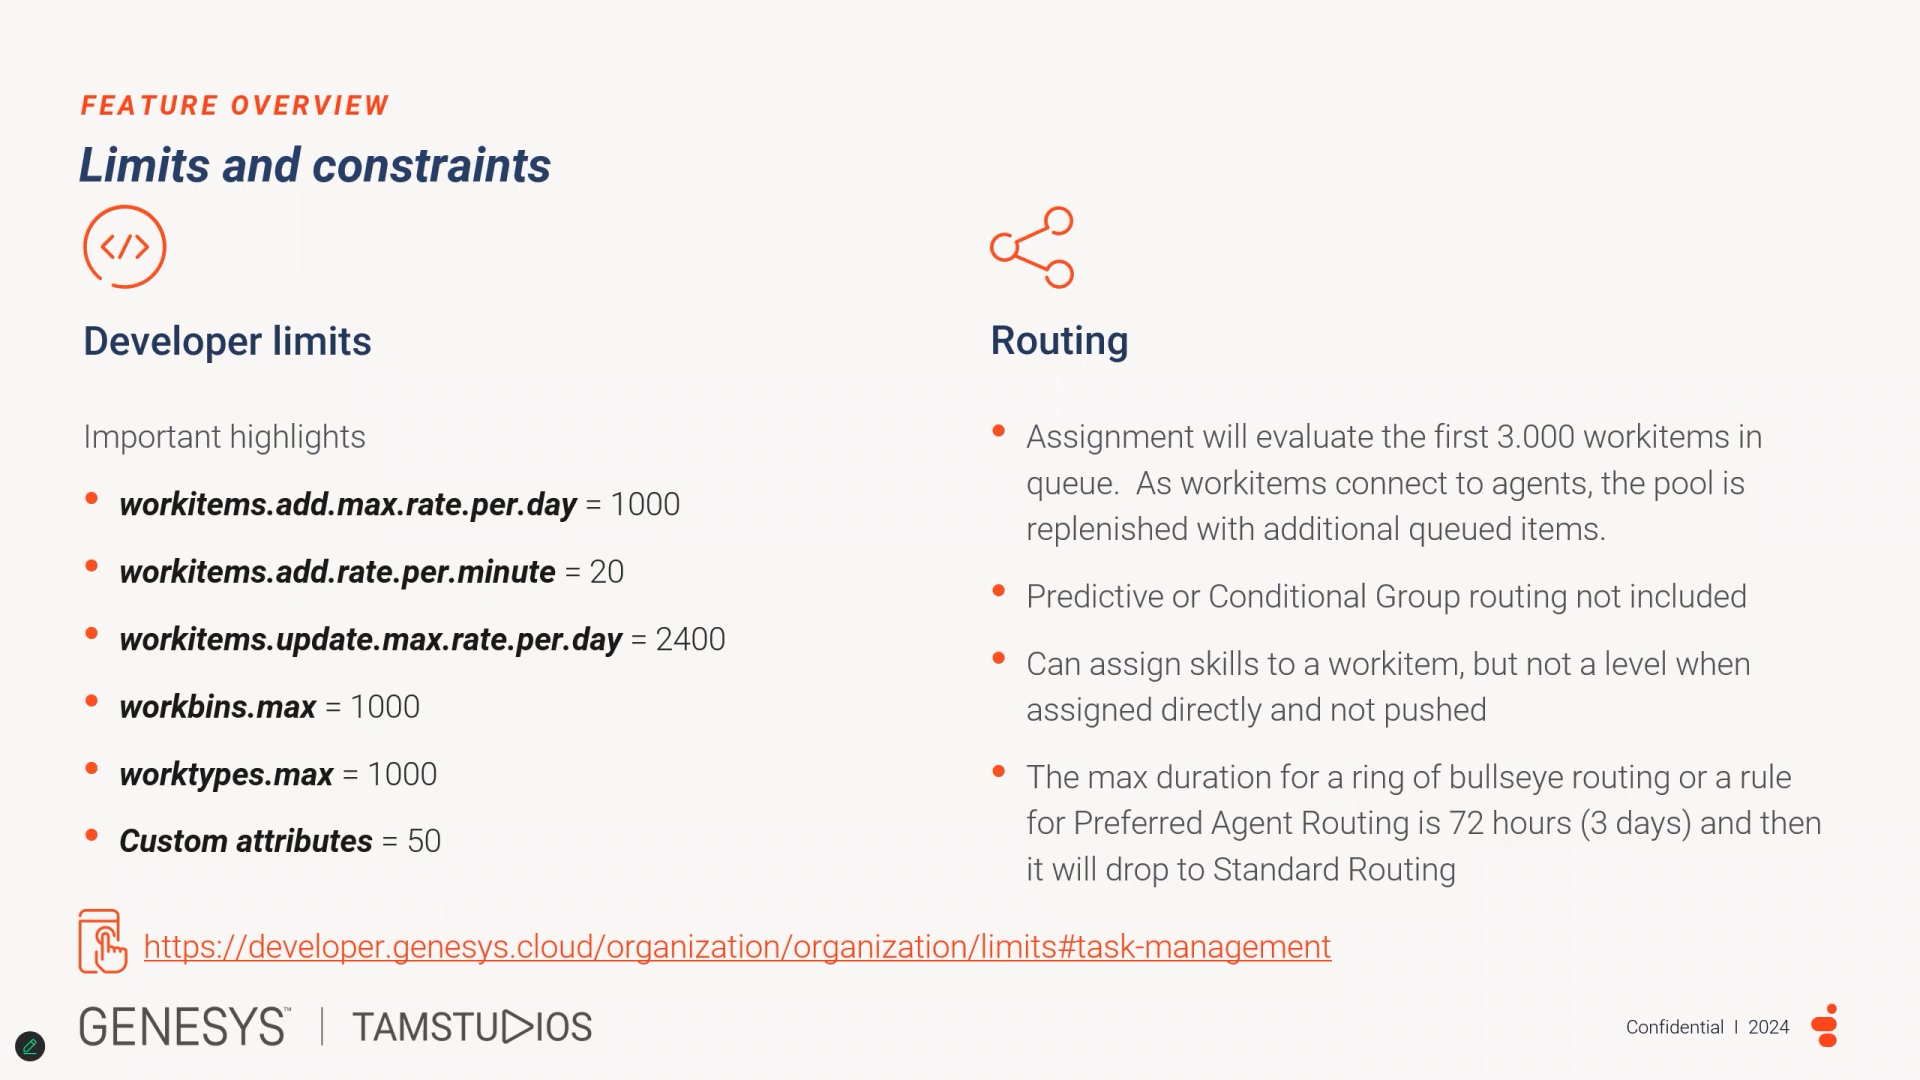 FEATURE OVERVIEW
Limits and constraints
</>
Developer limits
Important highlights
workitems.add.max.rate.per.day = 1000
workitems.add.rate.per.minute = 20
workitems.update.max.rate.per.day = 2400
workbins.max = 1000
worktypes.max = 1000
Custom attributes = 50
Routing
Assignment will evaluate the first 3.000 workitems in
queue.  As workitems connect to agents, the pool is
replenished with additional queued items.
Predictive or Conditional Group routing not included
Can assign skills to a workitem, but not a level when
assigned directly and not pushed
The max duration for a ring of bullseye routing or a rule
for Preferred Agent Routing is 72 hours (3 days) and then
it will drop to Standard Routing
https://developer.genesys.cloud/organization/organization/limits#task-management
GENESYS™ | TAMSTUDIOS
Confidential | 2024